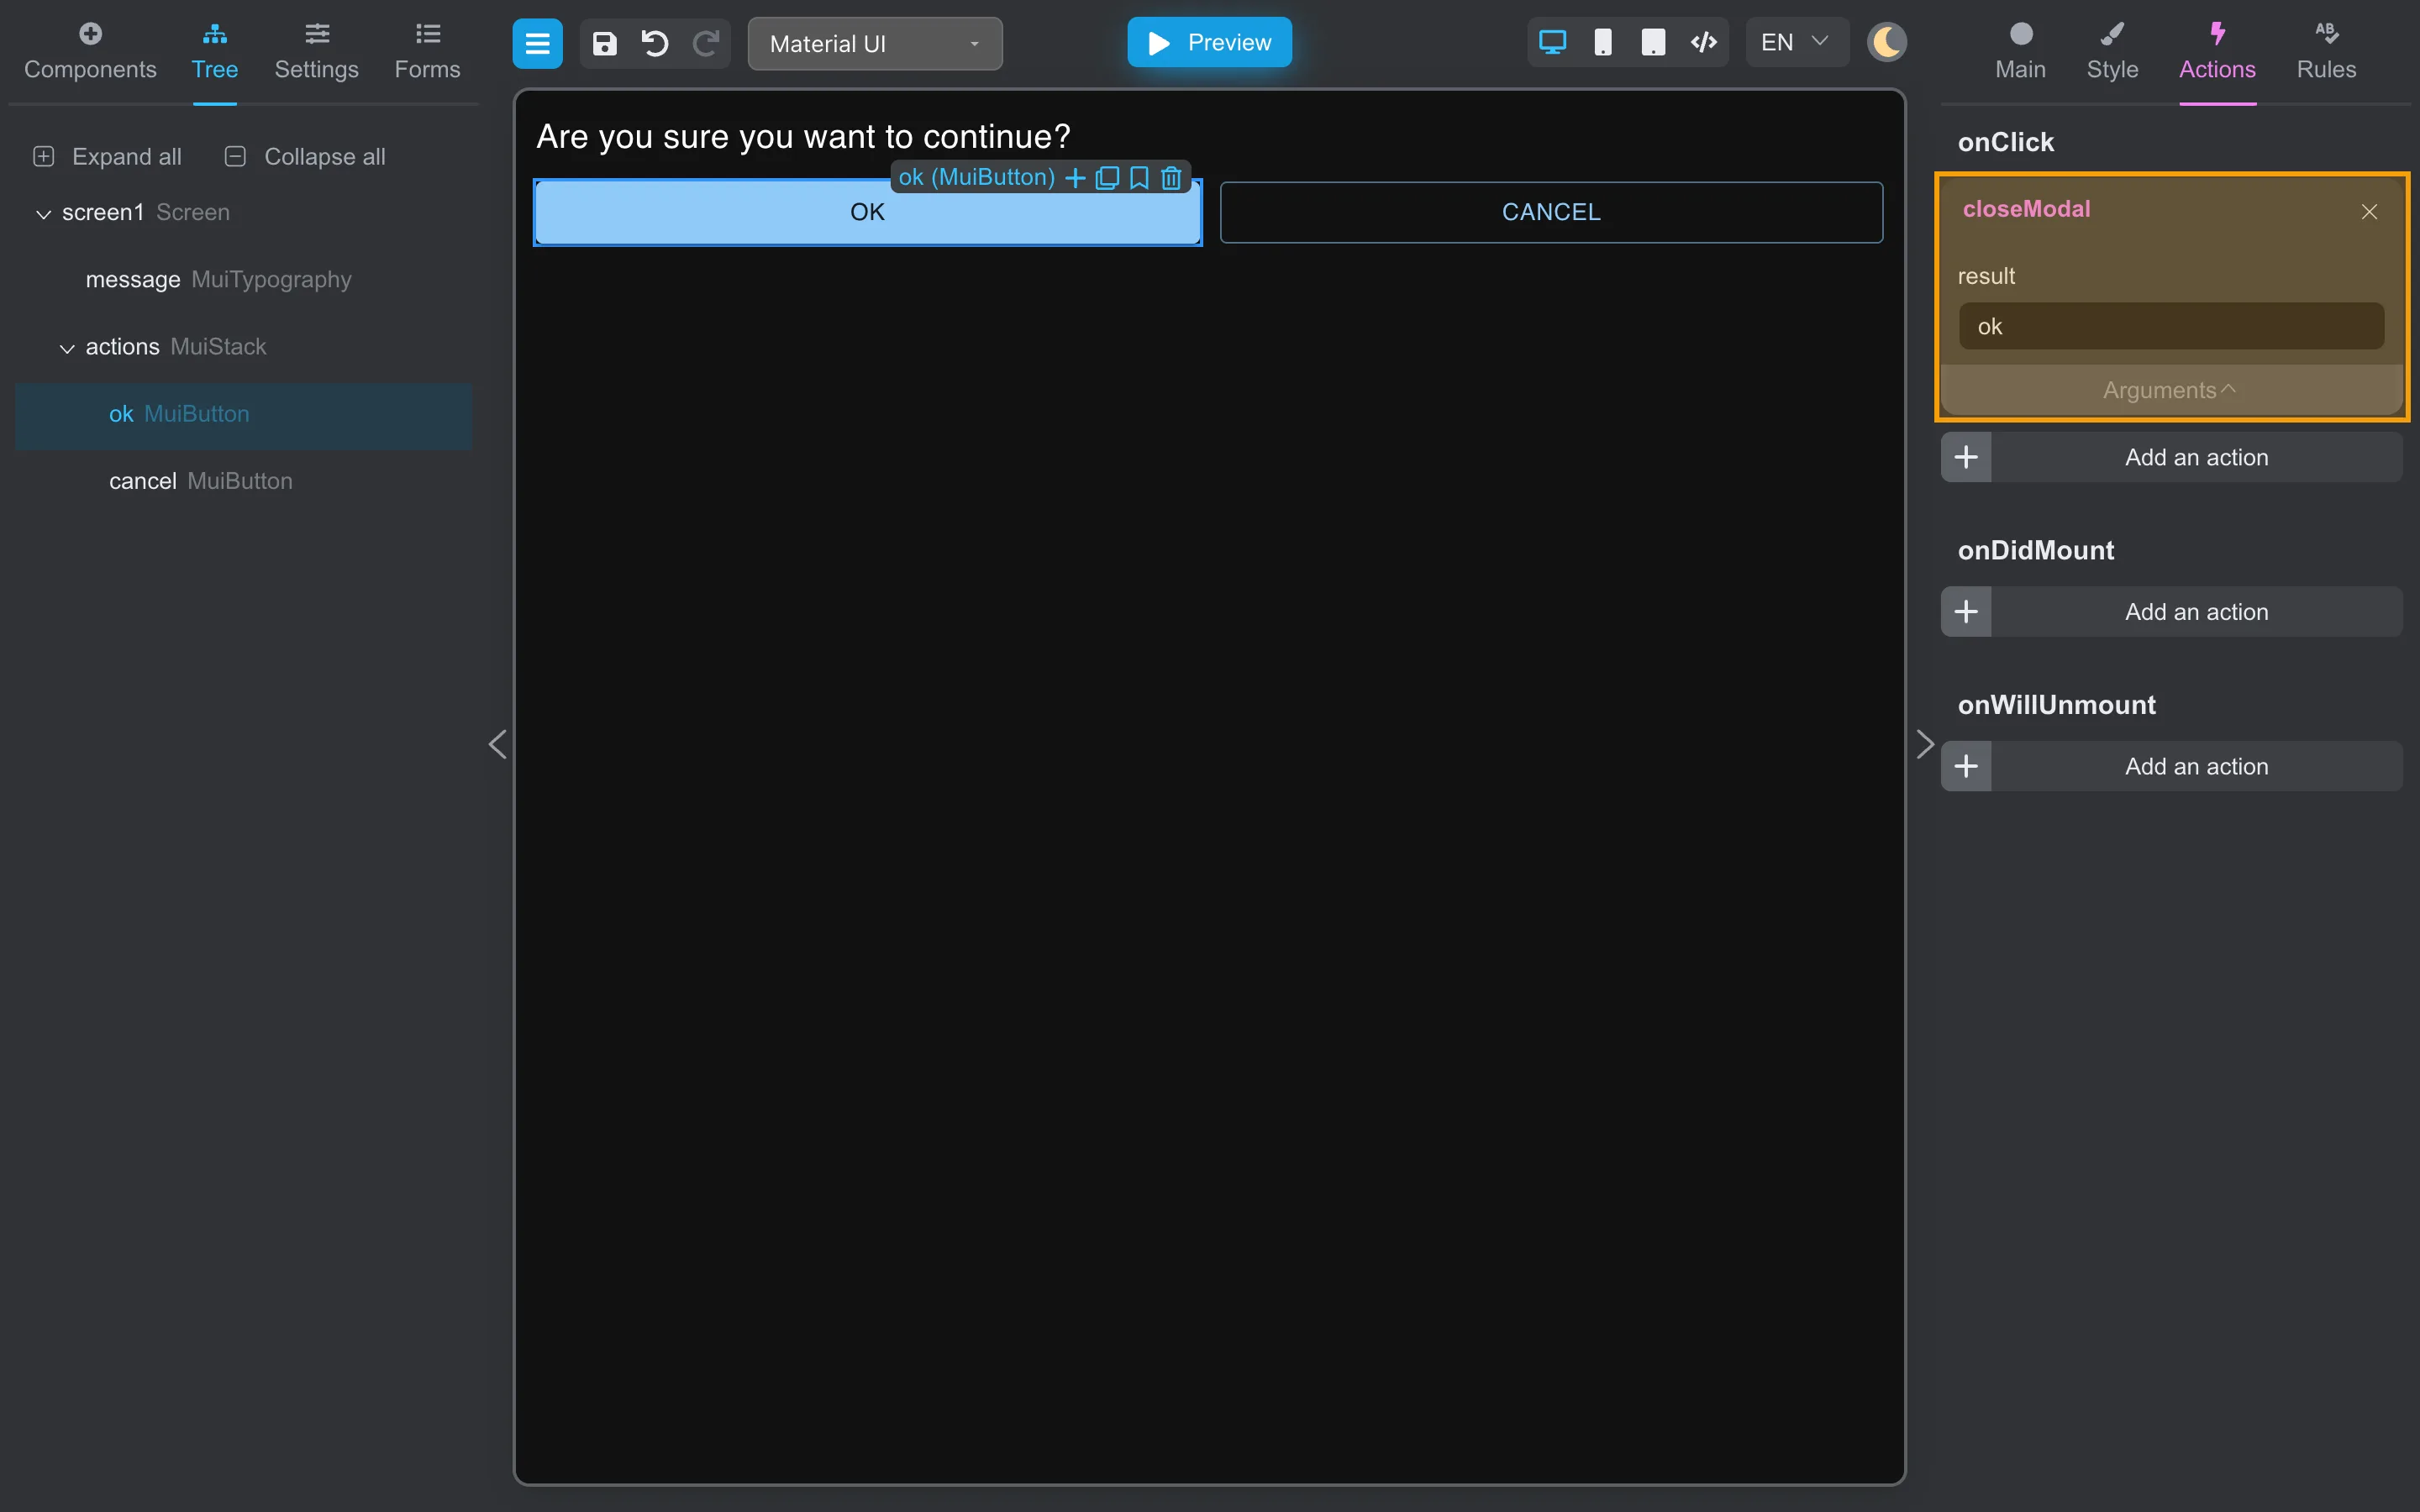 Components Tree Settings Forms
Material UI
Preview
EN
Main Style Actions Rules
Expand all Collapse all
screen1 Screen
message MuiTypography
actions MuiStack
ok MuiButton
cancel MuiButton
Are you sure you want to continue?
ok (MuiButton)
OK CANCEL
onClick
closeModal
result
ok
Arguments
Add an action
onDidMount
Add an action
onWillUnmount
Add an action